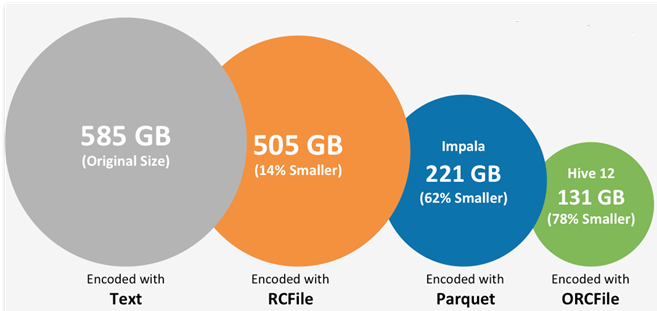 585 GB
(Original Size)
505 GB
(14% Smaller)
Impala
221 GB
(62% Smaller)
Hive 12
131 GB
(78% Smaller)
Encoded with
Text
Encoded with
RCFile
Encoded with
Parquet
Encoded with
ORCFile